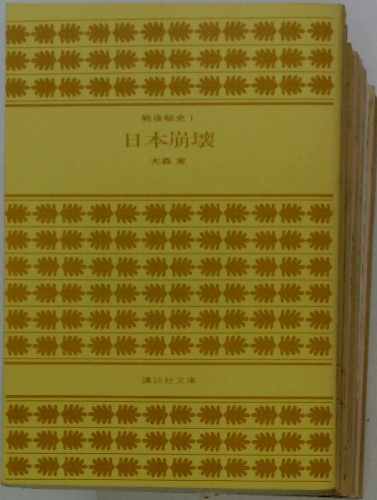 戦後秘史1
日本崩壊
大森 実
講談社文庫